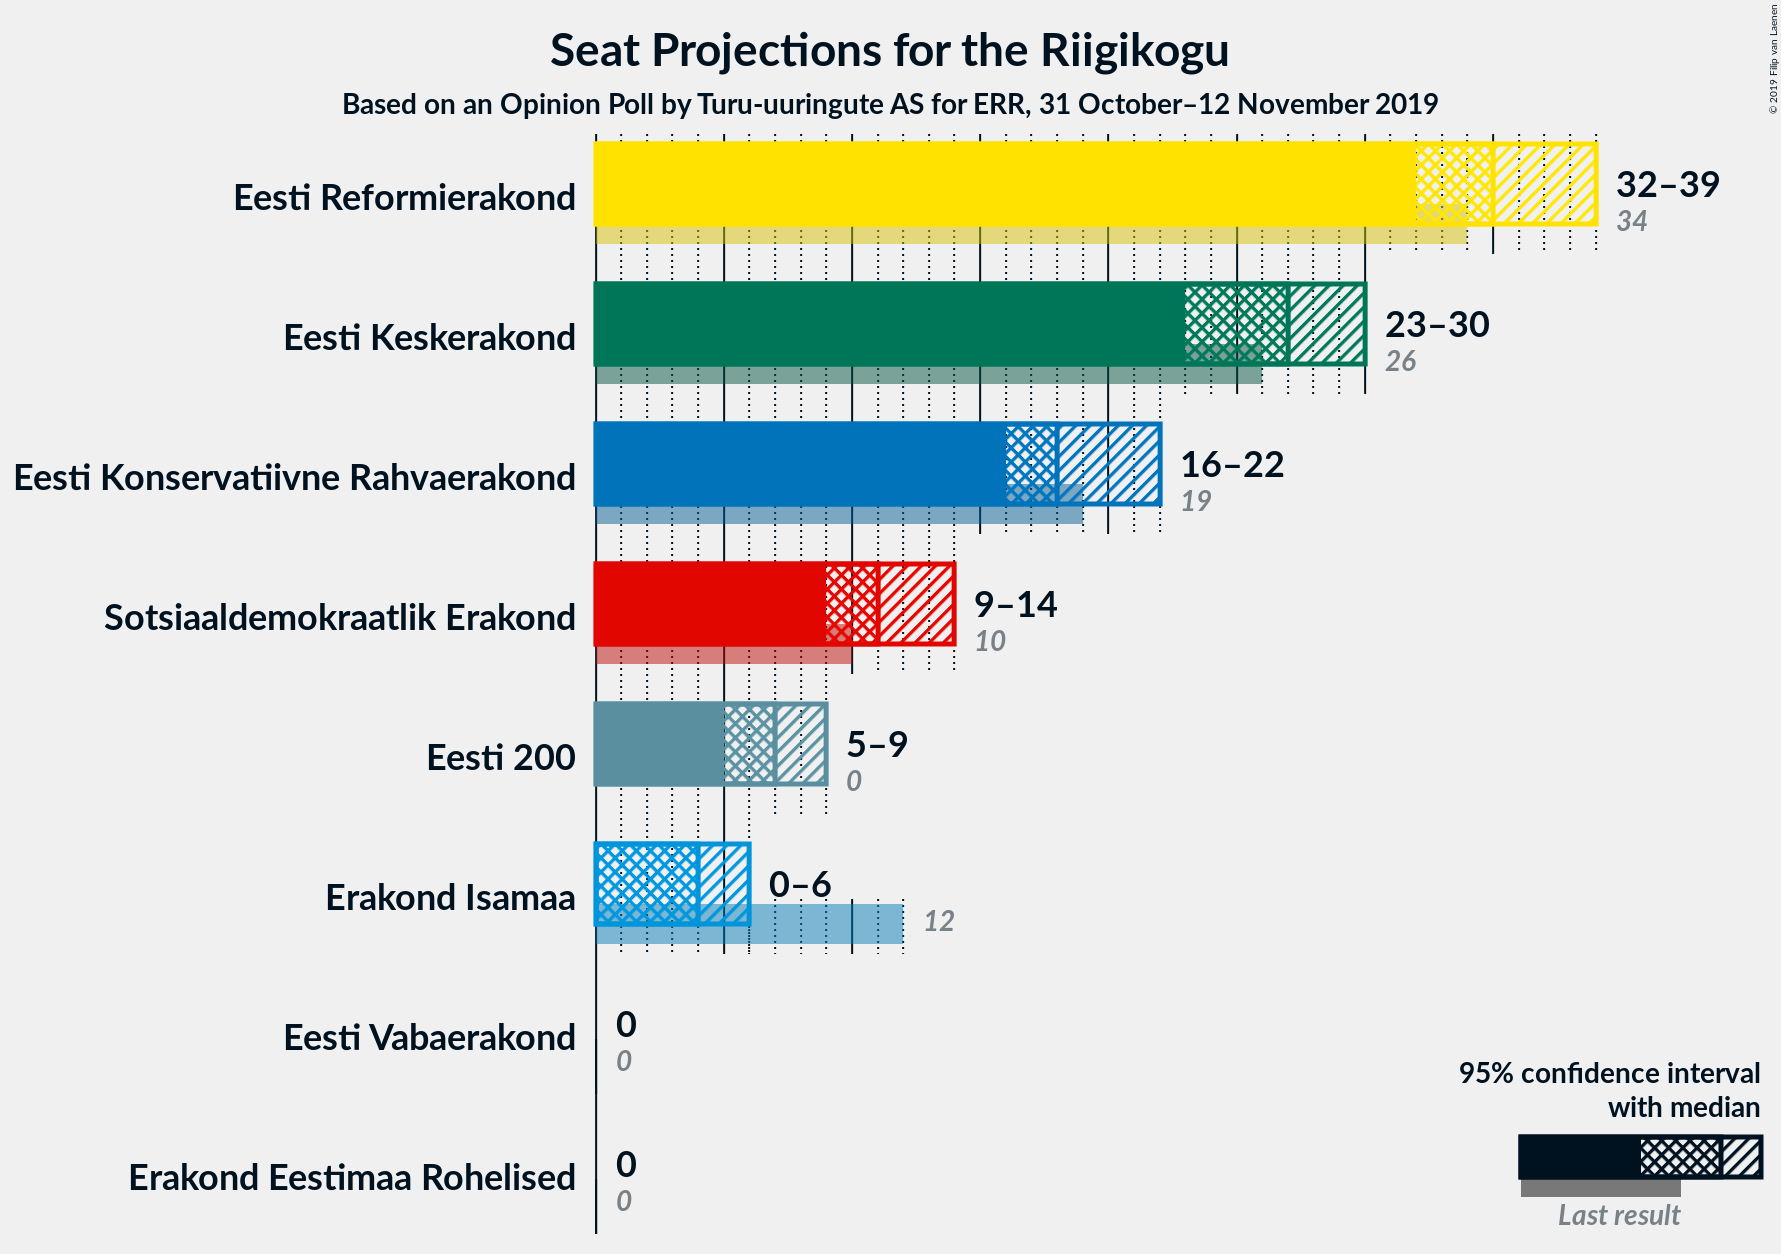 Seat Projections for the Riigikogu
Based on an Opinion Poll by Turu-uuringute AS for ERR, 31 October–12 November 2019
© 2019 Filip van Laenen
Eesti Reformierakond
32–39
34
Eesti Keskerakond
23–30
26
Eesti Konservatiivne Rahvaerakond
16–22
19
Sotsiaaldemokraatlik Erakond
9–14
10
Eesti 200
5–9
0
Erakond Isamaa
0–6
12
Eesti Vabaerakond
0
0
Erakond Eestimaa Rohelised
0
0
95% confidence interval
with median
Last result